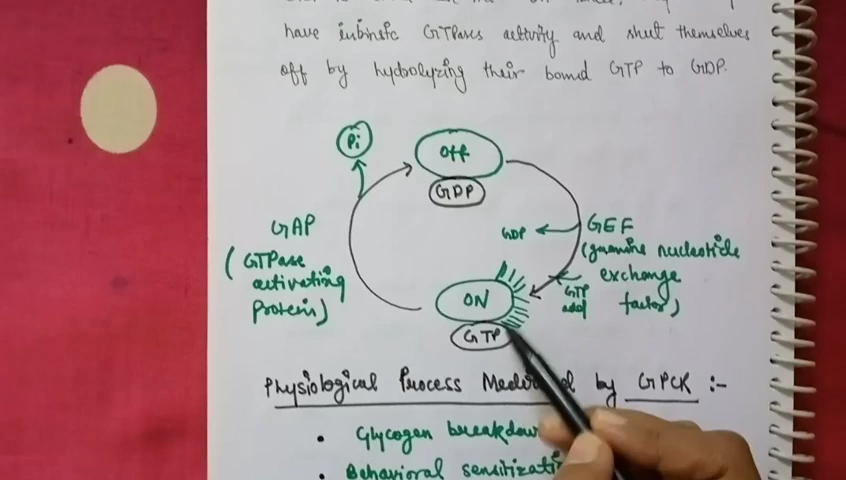 have intrinsic GTPases activity and shut themselves
off by hydrolyzing their bound GTP to GDP.
Pi
Off
GDP
GAP
(GTPase
activating
Protein)
GDP
GEF
(guanine nucleotide
exchange
factor)
GTP
add
ON
GTP
Physiological Process Mediated by GPCR :-
• Glycogen breakdow
• Behavioral sensitizati